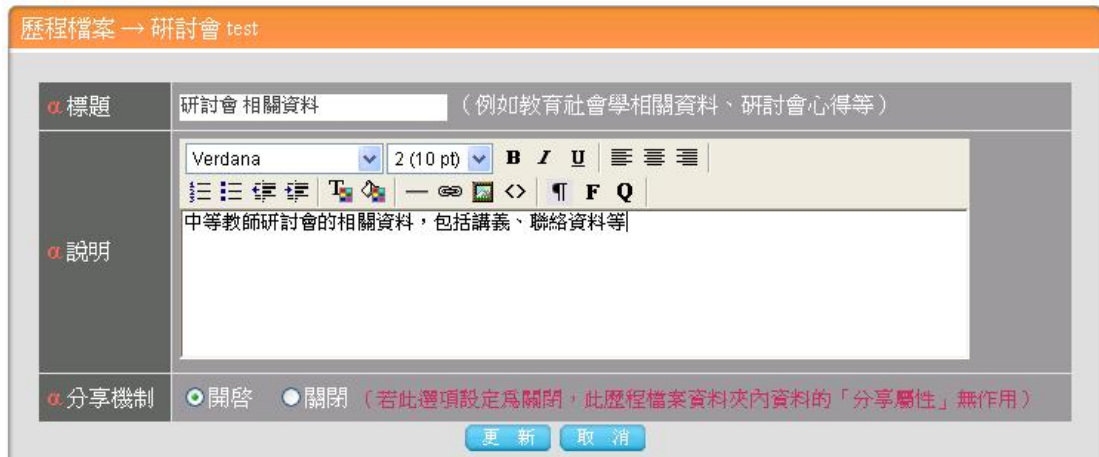 歷程檔案 → 研討會 test
α 標題
研討會 相關資料
（例如教育社會學相關資料、研討會心得等）
Verdana 2 (10 pt) B I U
T ¶ F Q
α 說明
中等教師研討會的相關資料，包括講義、聯絡資料等
α 分享機制
開啓 關閉（若此選項設定爲關閉，此歷程檔案資料夾內資料的「分享屬性」無作用）
更 新 取 消